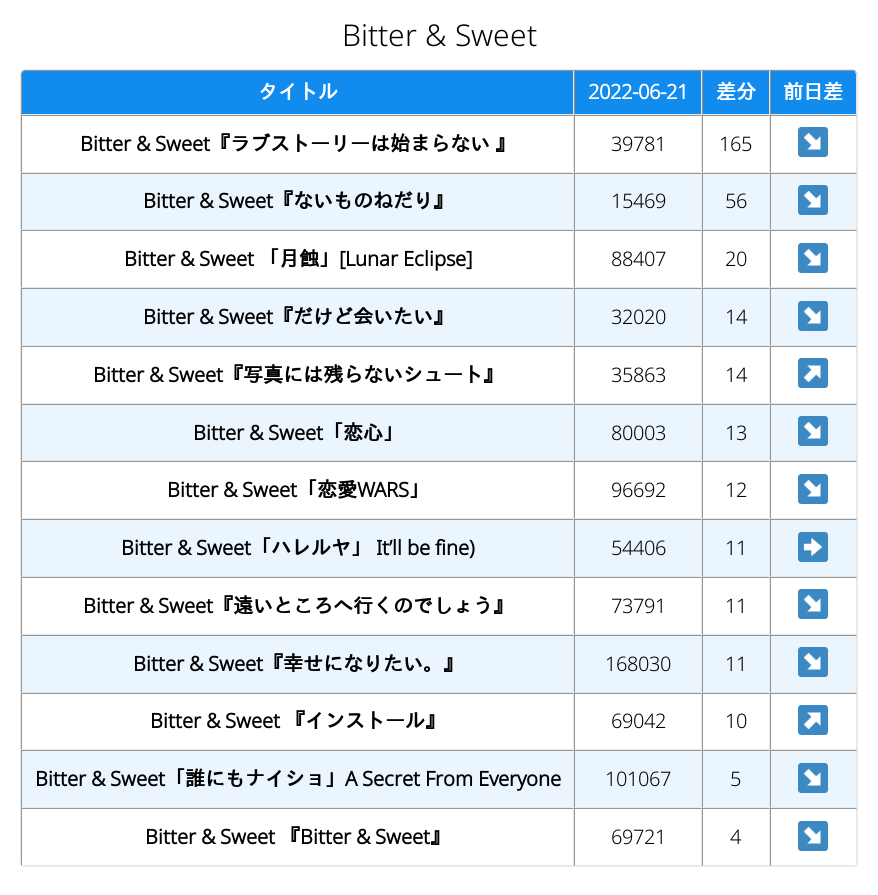 Bitter & Sweet
タイトル 2022-06-21 差分 前日差
Bitter & Sweet『ラブストーリーは始まらない 』 39781 165 ↘
Bitter & Sweet『ないものねだり』 15469 56 ↘
Bitter & Sweet 「月蝕」[Lunar Eclipse] 88407 20 ↘
Bitter & Sweet『だけど会いたい』 32020 14 ↘
Bitter & Sweet『写真には残らないシュート』 35863 14 ↗
Bitter & Sweet「恋心」 80003 13 ↘
Bitter & Sweet「恋愛WARS」 96692 12 ↘
Bitter & Sweet「ハレルヤ」 It’ll be fine) 54406 11 ➡
Bitter & Sweet『遠いところへ行くのでしょう』 73791 11 ↘
Bitter & Sweet『幸せになりたい。』 168030 11 ↘
Bitter & Sweet 『インストール』 69042 10 ↗
Bitter & Sweet「誰にもナイショ」A Secret From Everyone 101067 5 ↘
Bitter & Sweet 『Bitter & Sweet』 69721 4 ↘